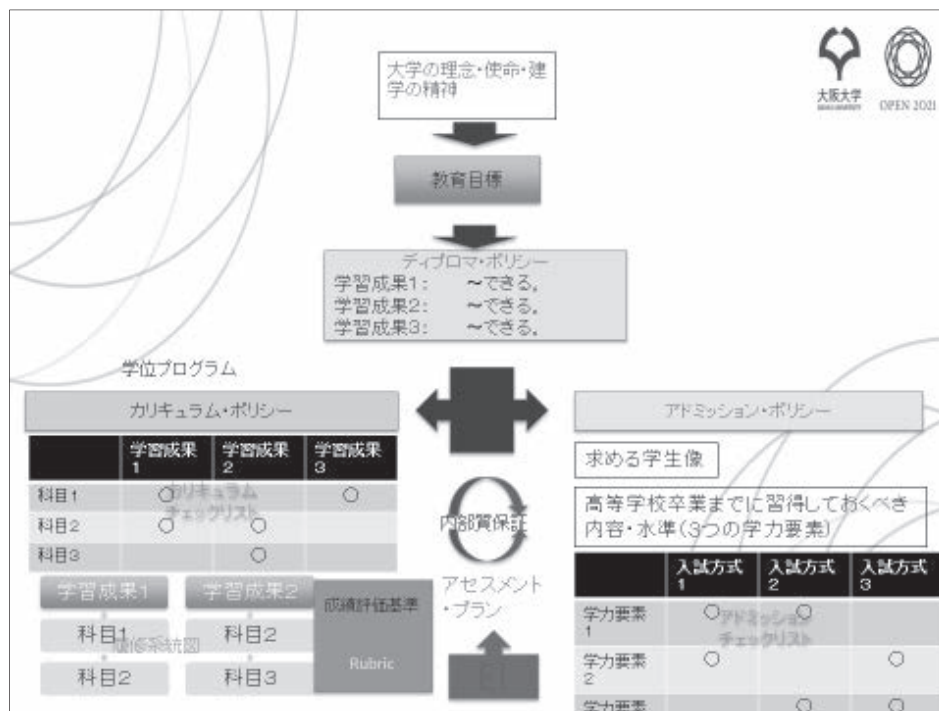 大学の理念・使命・建
学の精神
大阪大学
OPEN 2021
教育目標
ディプロマ・ポリシー
学習成果1: ～できる。
学習成果2: ～できる。
学習成果3: ～できる。
学位プログラム
カリキュラム・ポリシー
学習成果
1
学習成果
2
学習成果
3
科目1 ○ ○
科目2 ○ ○
科目3 ○
カリキュラム
チェックリスト
学習成果1
科目1
科目2
学習成果2
科目2
科目3
履修系統図
成績評価基準
Rubric
内部質保証
アセスメント
・プラン
アドミッション・ポリシー
求める学生像
高等学校卒業までに習得しておくべき
内容・水準(3つの学力要素)
入試方式
1
入試方式
2
入試方式
3
学力要素
1 ○ ○
学力要素
2 ○ ○
学力要素 ○ ○
アドミッション
チェックリスト